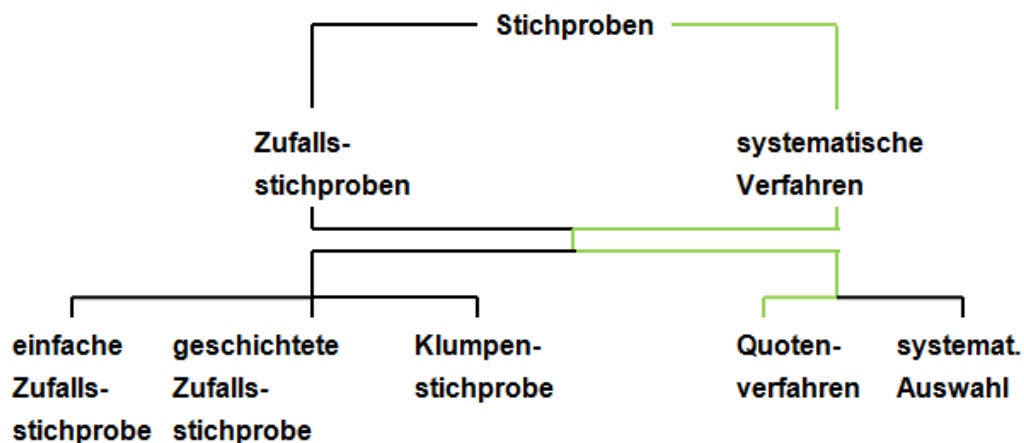 Stichproben
Zufalls-
stichproben
systematische
Verfahren
einfache
Zufalls-
stichprobe
geschichtete
Zufalls-
stichprobe
Klumpen-
stichprobe
Quoten-
verfahren
systemat.
Auswahl